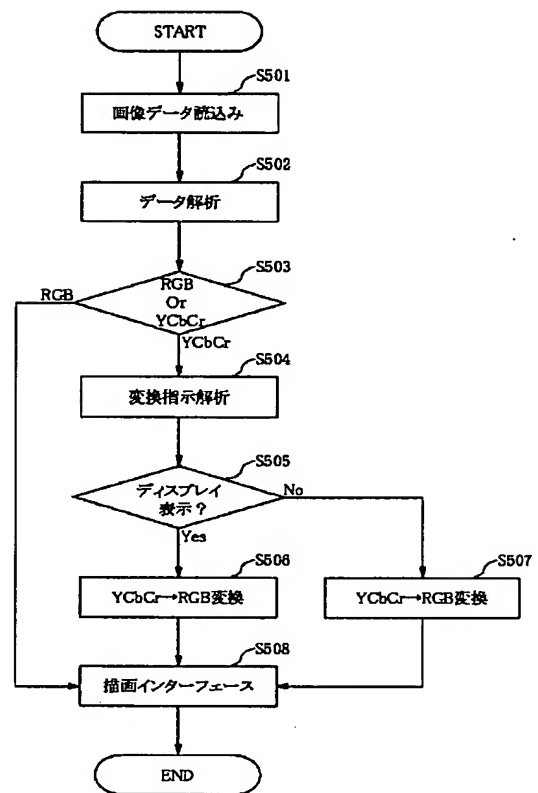 START
S501
画像データ読込み
S502
データ解析
S503
RGB
RGB
Or
YCbCr
YCbCr
S504
変換指示解析
S505
ディスプレイ
表示？
No
Yes
S506
YCbCr→RGB変換
S507
YCbCr→RGB変換
S508
描画インターフェース
END